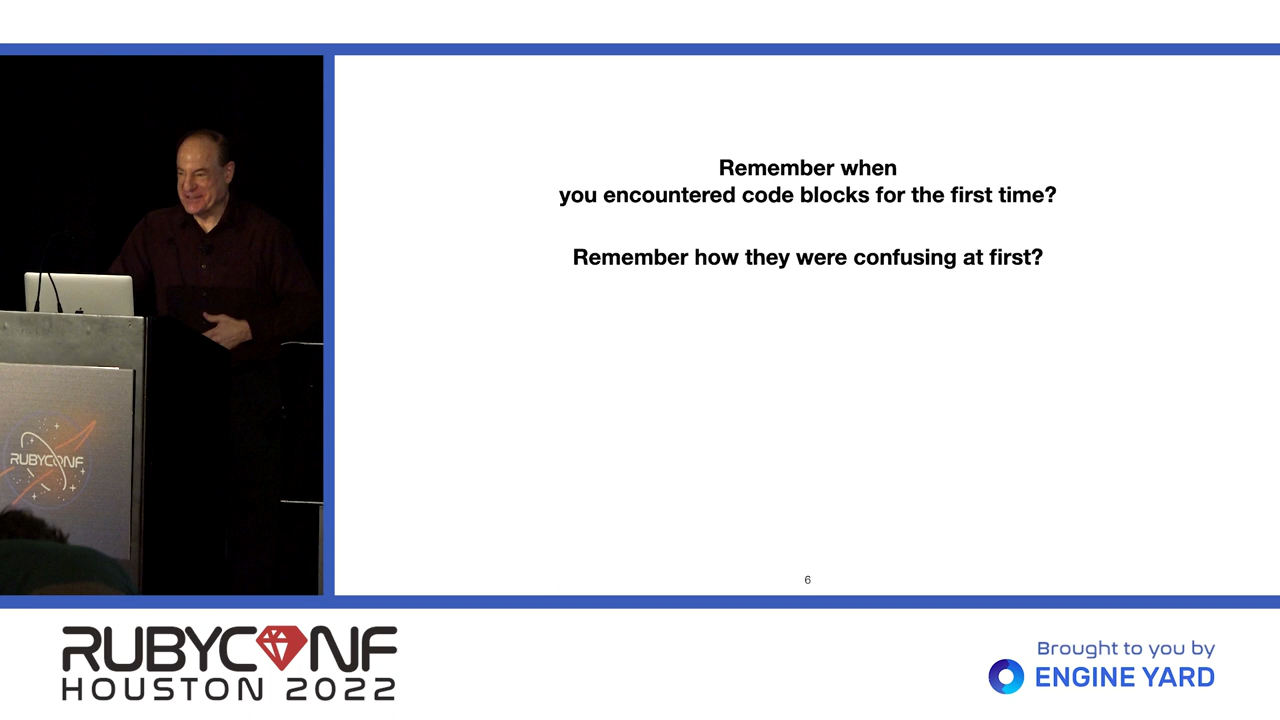 Remember when
you encountered code blocks for the first time?
Remember how they were confusing at first?
6
RUBYCONF
RUBYCONF
HOUSTON 2022
Brought to you by
ENGINE YARD